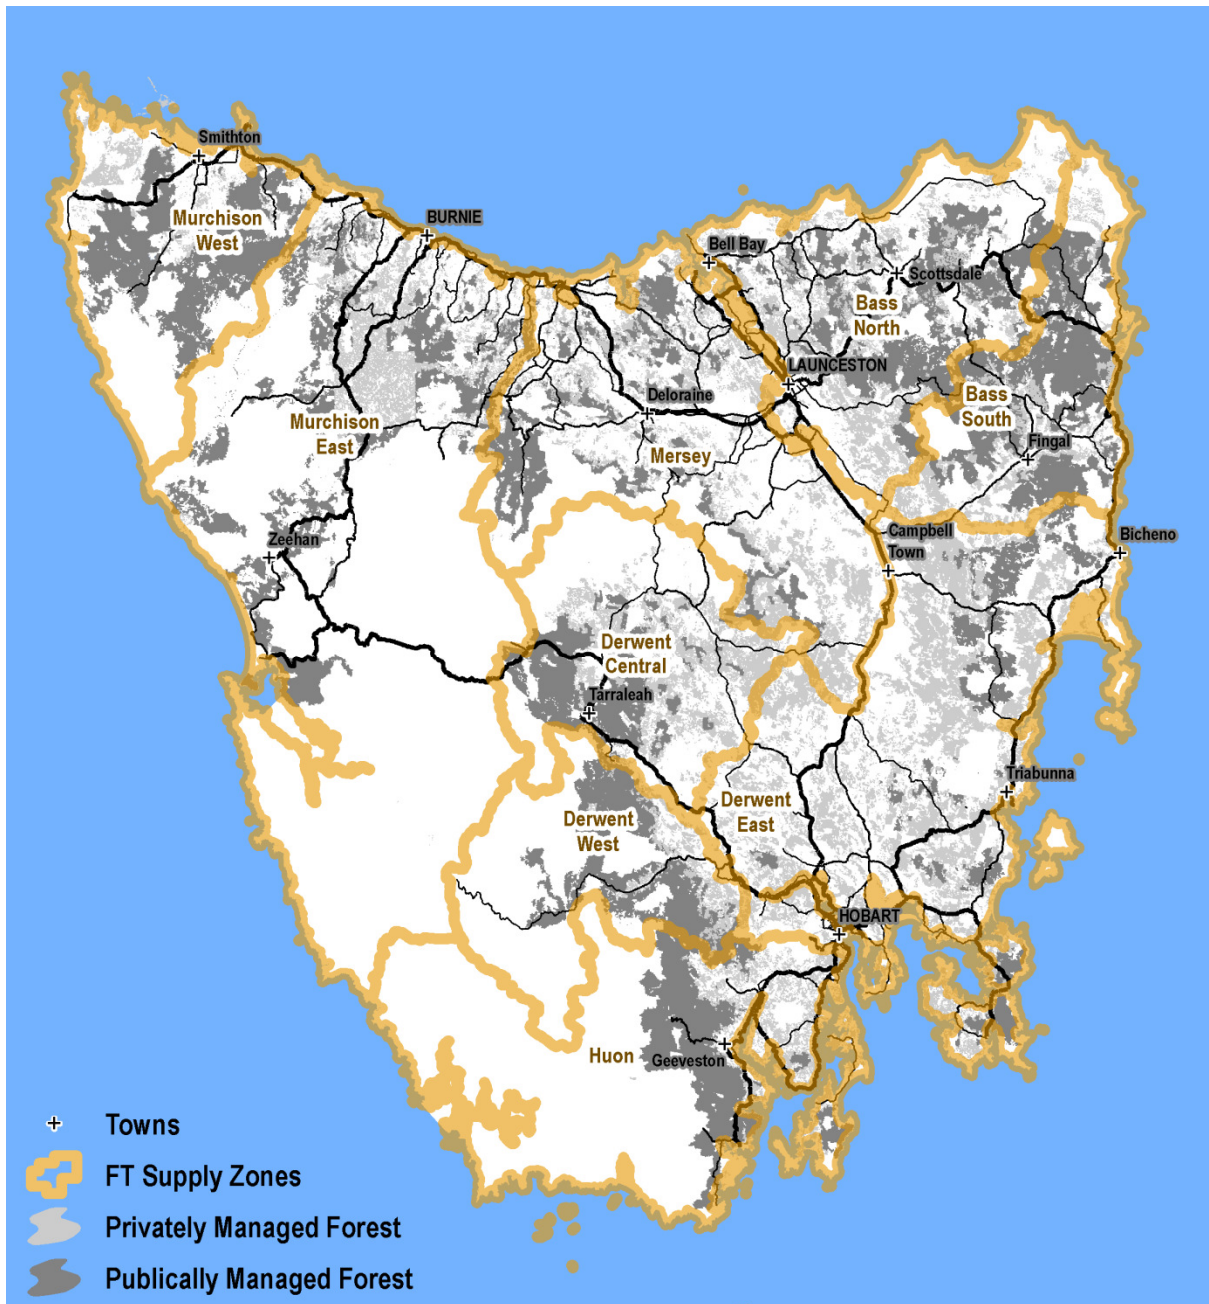 Smithton
Murchison
West
BURNIE
Bell Bay
Scottsdale
Bass
North
LAUNCESTON
Deloraine
Bass
South
Murchison
East
Mersey
Fingal
Campbell
Town
Bicheno
Zeehan
Derwent
Central
Tarraleah
Triabunna
Derwent
East
Derwent
West
HOBART
Huon
Geeveston
Towns
FT Supply Zones
Privately Managed Forest
Publically Managed Forest